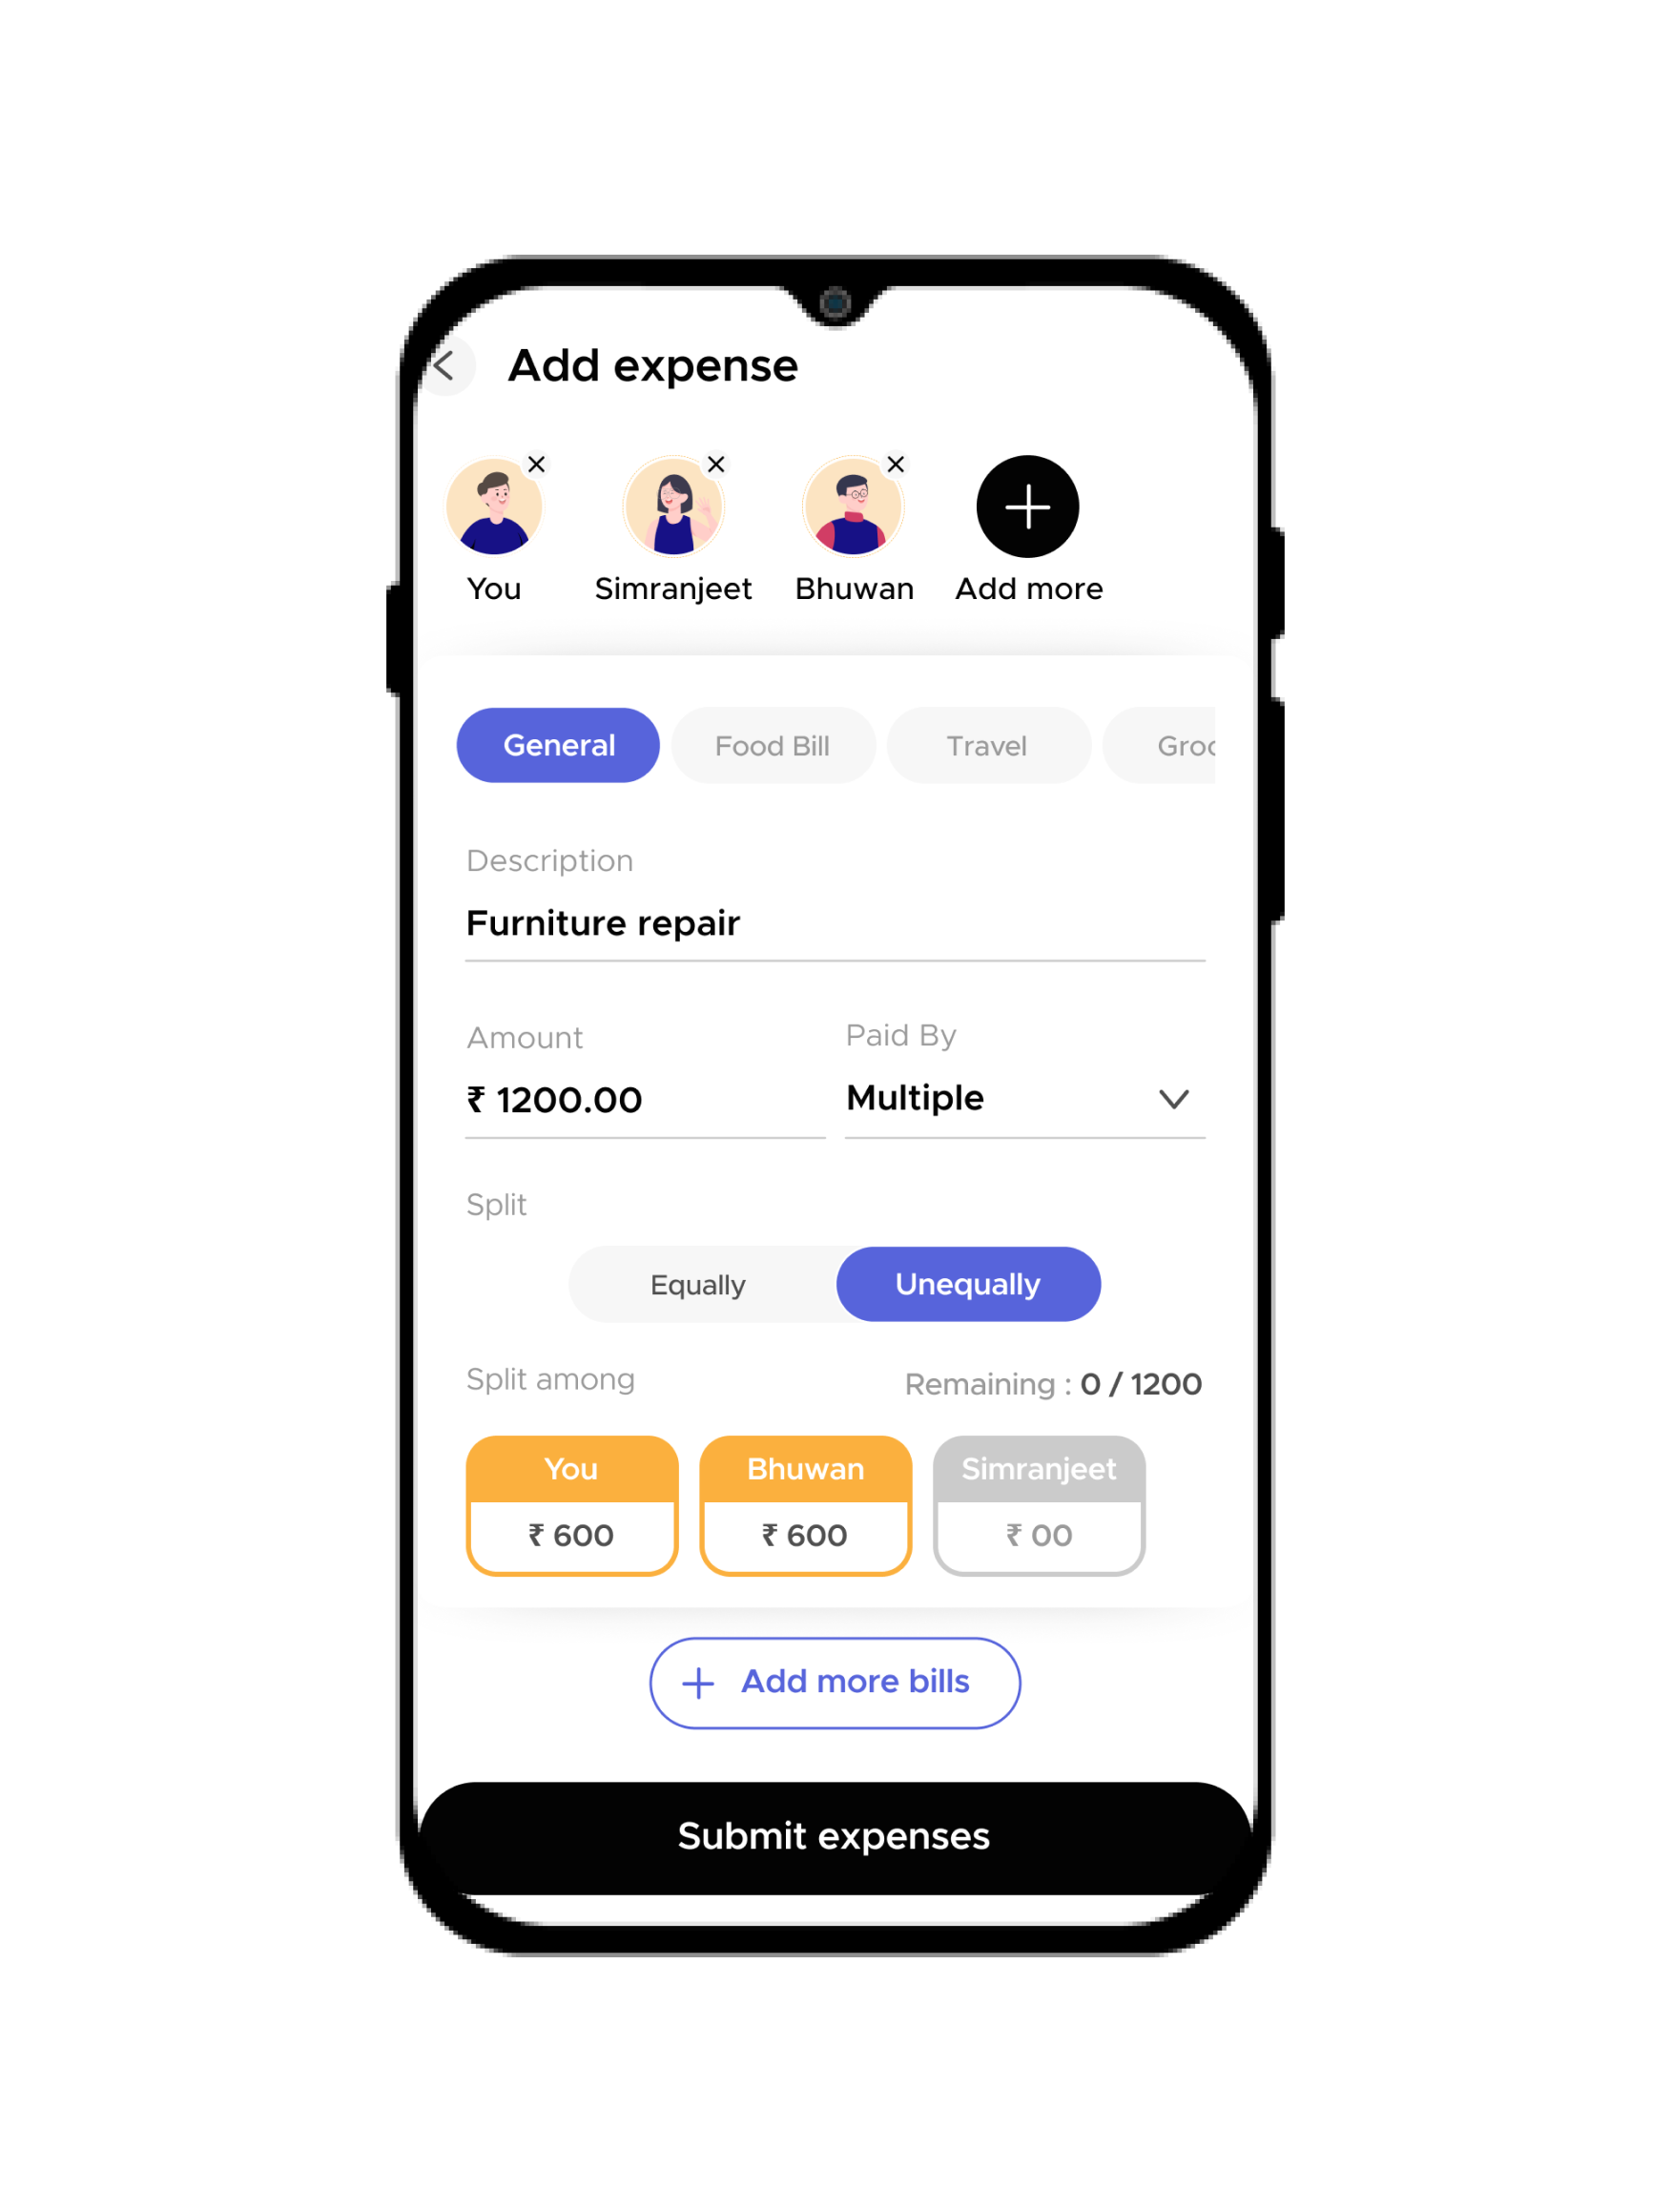 Add expense
You Simranjeet Bhuwan Add more
General Food Bill Travel Groc
Description
Furniture repair
Amount Paid By
₹ 1200.00 Multiple
Split
Equally Unequally
Split among Remaining : 0 / 1200
You Bhuwan Simranjeet
₹ 600 ₹ 600 ₹ 00
+ Add more bills
Submit expenses